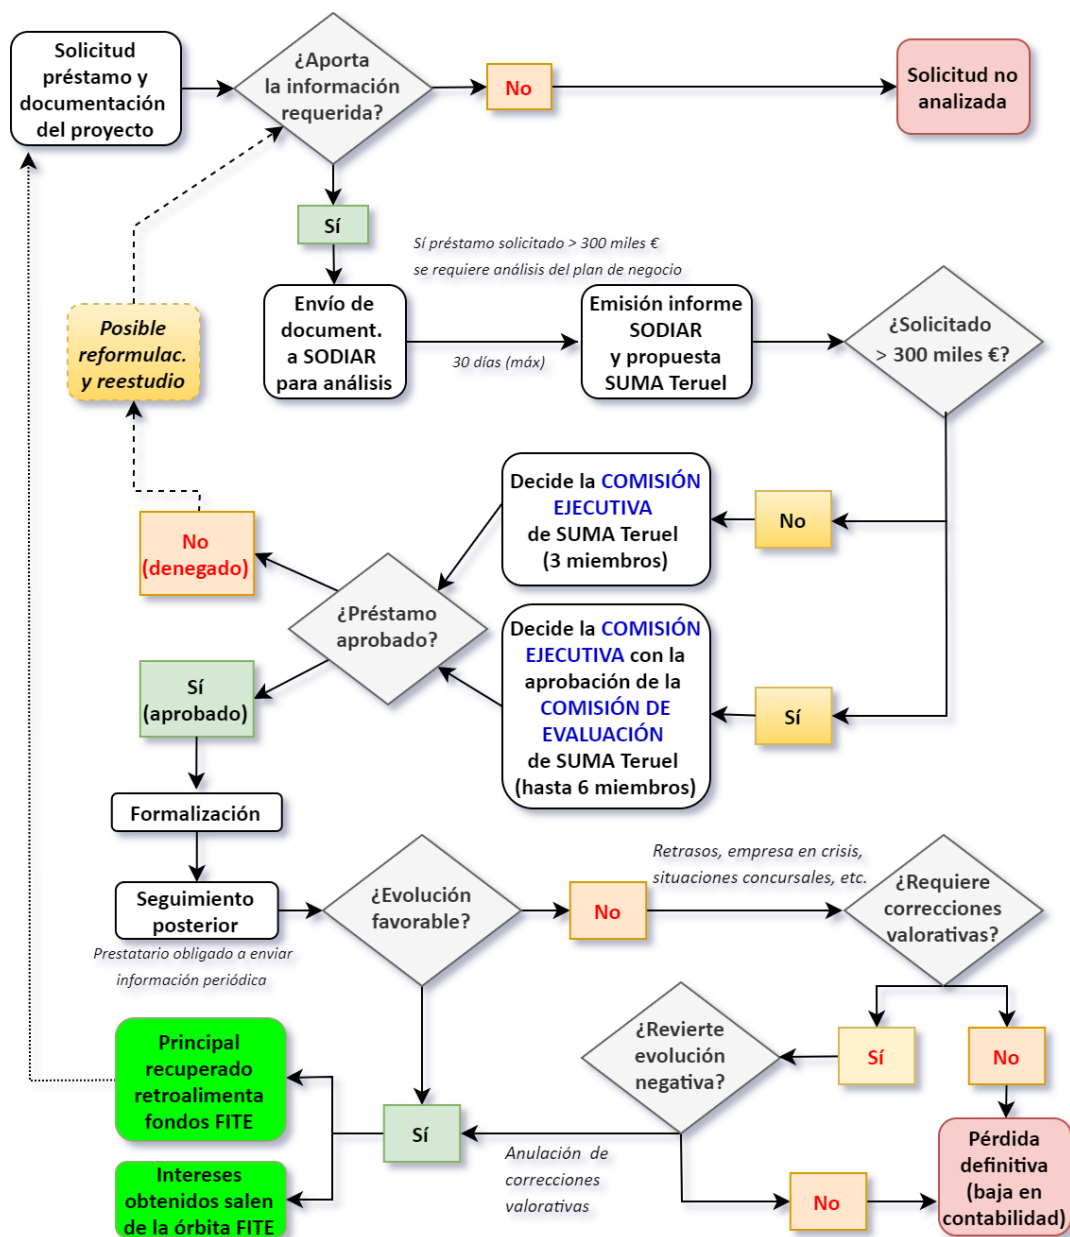 Solicitud
préstamo y
documentación
del proyecto
¿Aporta
la información
requerida?
No
Solicitud no
analizada
Sí
Sí préstamo solicitado > 300 miles €
se requiere análisis del plan de negocio
Posible
reformulac.
y reestudio
Envío de
document.
a SODIAR
para análisis
30 días (máx)
Emisión informe
SODIAR
y propuesta
SUMA Teruel
¿Solicitado
> 300 miles €?
Decide la COMISIÓN
EJECUTIVA
de SUMA Teruel
(3 miembros)
No
No
(denegado)
¿Préstamo
aprobado?
Decide la COMISIÓN
EJECUTIVA con la
aprobación de la
COMISIÓN DE
EVALUACIÓN
de SUMA Teruel
(hasta 6 miembros)
Sí
Sí
(aprobado)
Formalización
Seguimiento
posterior
Prestatario obligado a enviar
información periódica
¿Evolución
favorable?
No
Retrasos, empresa en crisis,
situaciones concursales, etc.
¿Requiere
correcciones
valorativas?
Sí
No
¿Revierte
evolución
negativa?
Principal
recuperado
retroalimenta
fondos FITE
Sí
Anulación de
correcciones
valorativas
No
Pérdida
definitiva
(baja en
contabilidad)
Intereses
obtenidos salen
de la órbita FITE